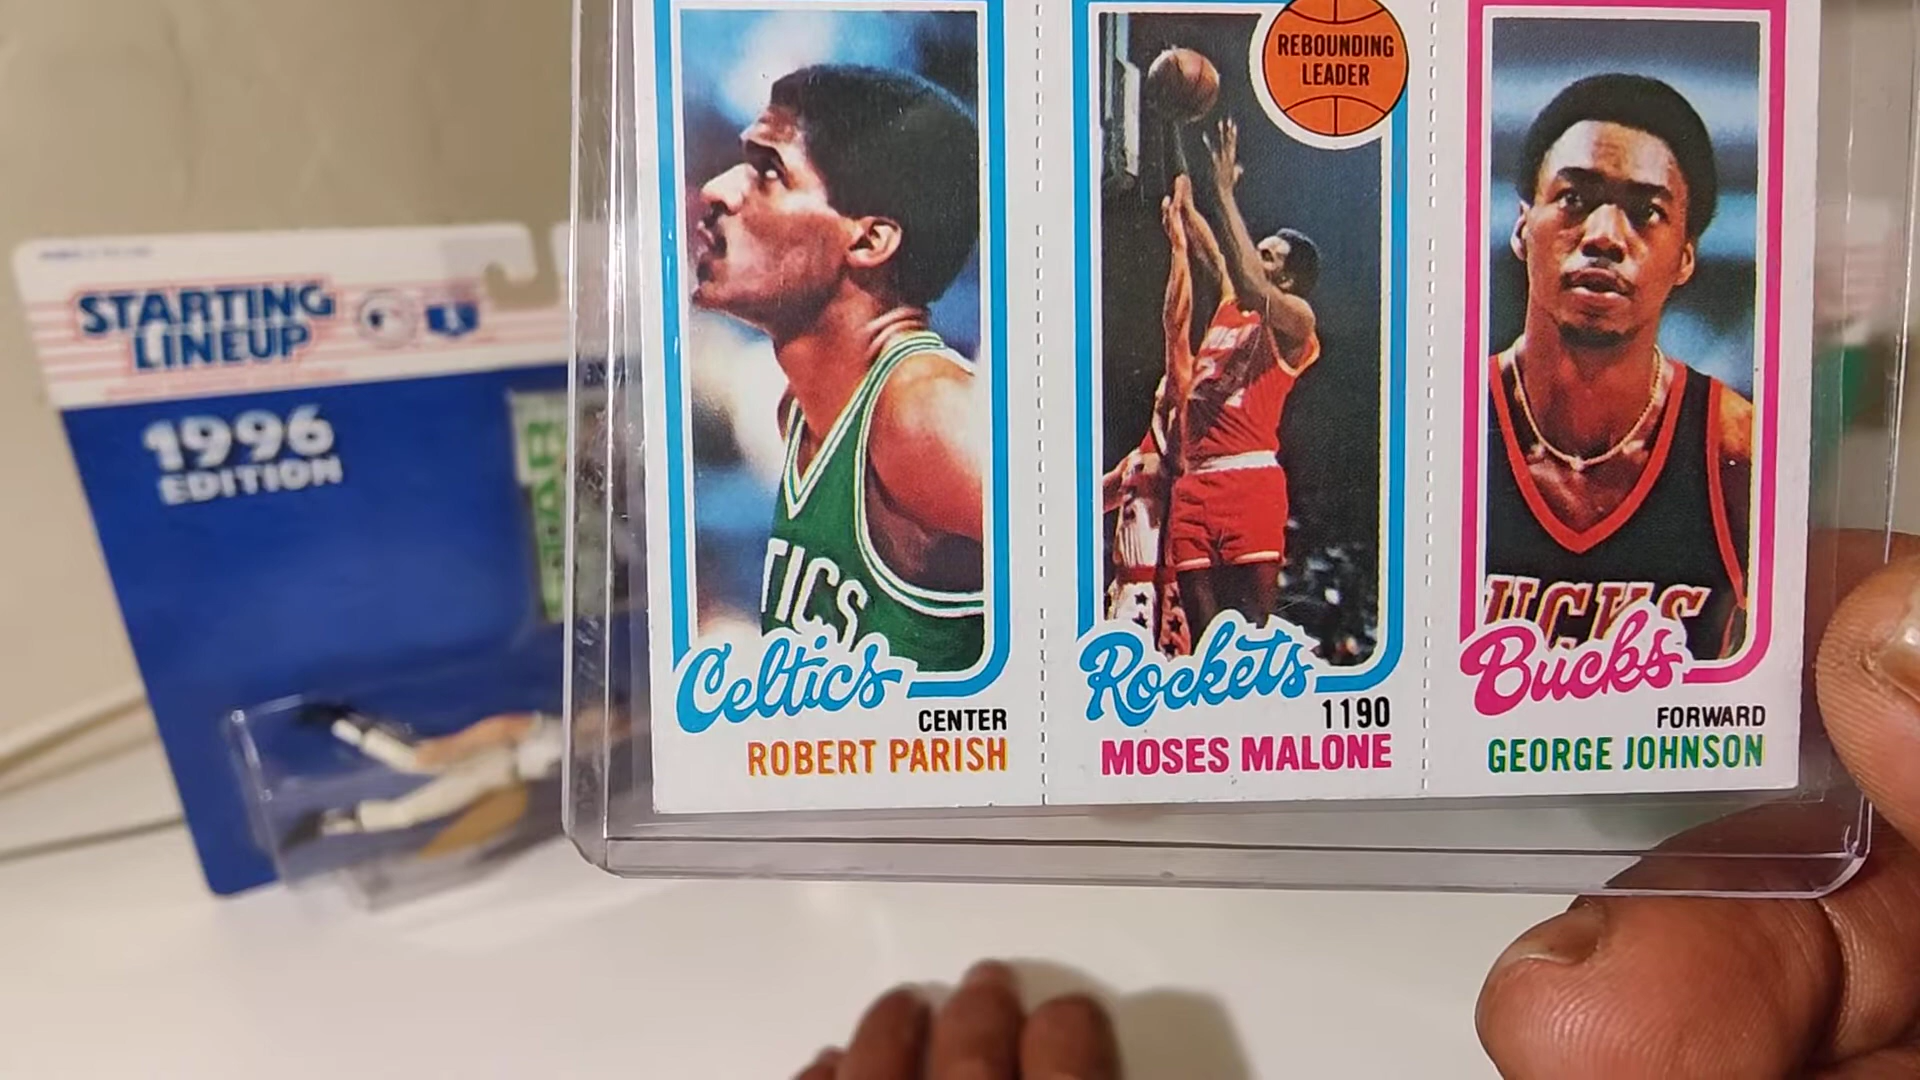 STARTING
LINEUP
1996
EDITION
TICS
Celtics
CENTER
ROBERT PARISH
REBOUNDING
LEADER
Rockets
1190
MOSES MALONE
UCKS
Bucks
FORWARD
GEORGE JOHNSON